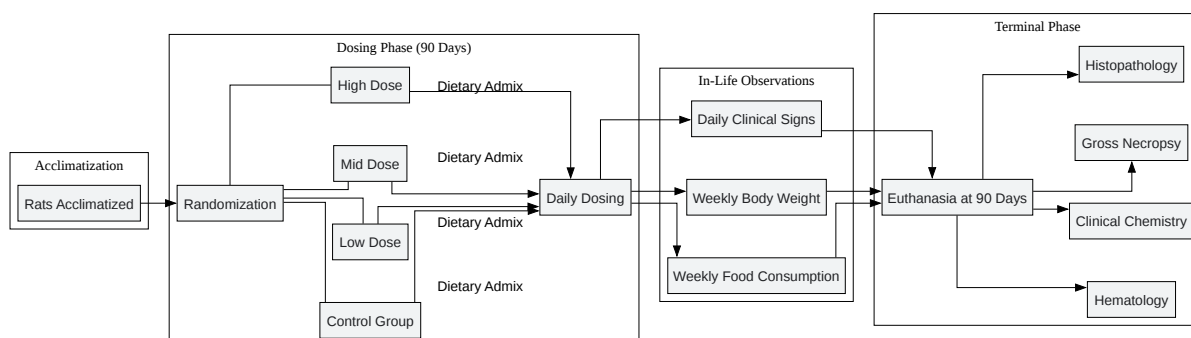 Acclimatization
Rats Acclimatized
Dosing Phase (90 Days)
Randomization
High Dose
Dietary Admix
Mid Dose
Dietary Admix
Low Dose
Dietary Admix
Control Group
Dietary Admix
Daily Dosing
In-Life Observations
Daily Clinical Signs
Weekly Body Weight
Weekly Food Consumption
Terminal Phase
Euthanasia at 90 Days
Histopathology
Gross Necropsy
Clinical Chemistry
Hematology